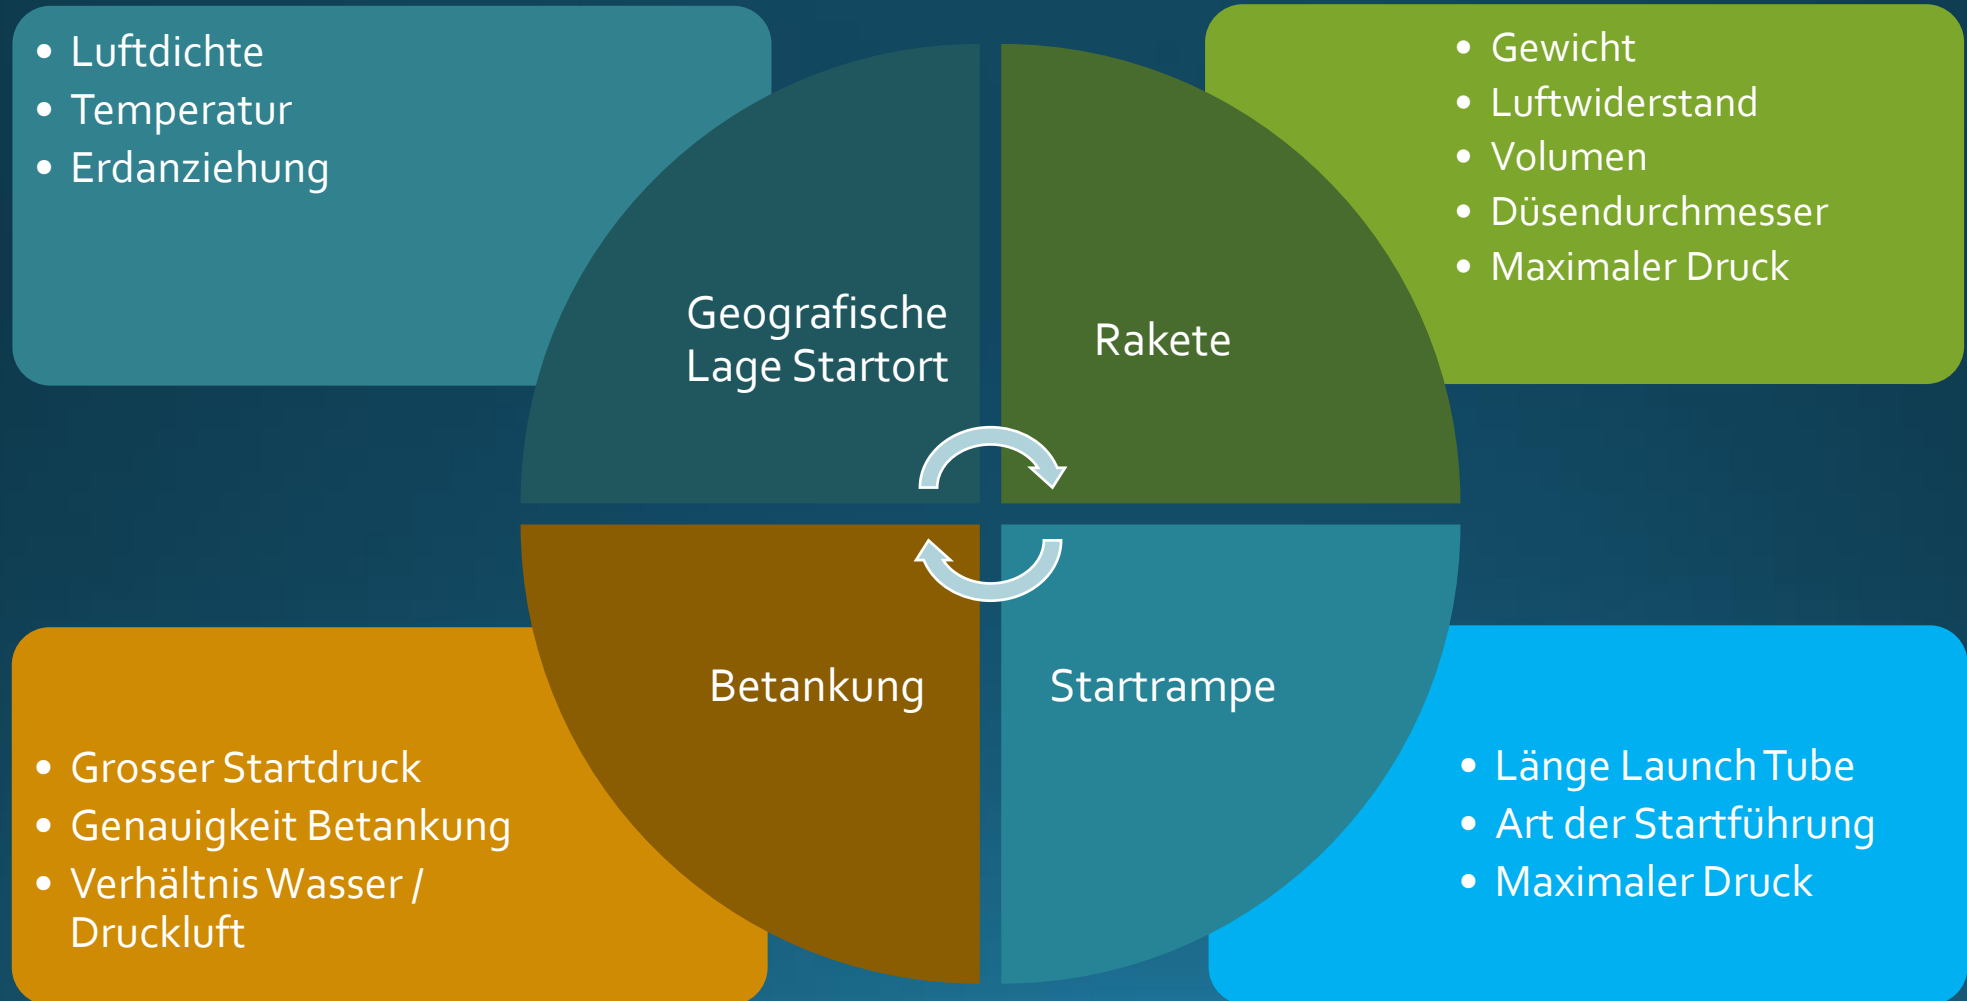 • Luftdichte
• Temperatur
• Erdanziehung
• Gewicht
• Luftwiderstand
• Volumen
• Düsendurchmesser
• Maximaler Druck
Geografische
Lage Startort
Rakete
Betankung
Startrampe
• Grosser Startdruck
• Genauigkeit Betankung
• Verhältnis Wasser /
Druckluft
• Länge Launch Tube
• Art der Startführung
• Maximaler Druck